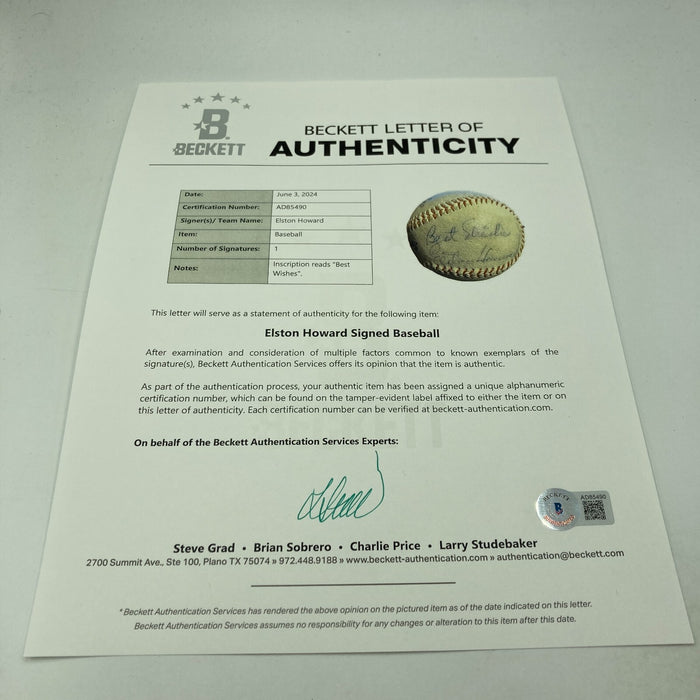 B
BECKETT
BECKETT LETTER OF
AUTHENTICITY
Date: June 3, 2024
Certification Number: AD85490
Signer(s)/ Team Name: Elston Howard
Item: Baseball
Number of Signatures: 1
Notes: Inscription reads "Best
Wishes".
Best Wishes
Elston Howard
This letter will serve as a statement of authenticity for the following item:
Elston Howard Signed Baseball
After examination and consideration of multiple factors common to known exemplars of the
signature(s), Beckett Authentication Services offers its opinion that the item is authentic.
As part of the authentication process, your authentic item has been assigned a unique alphanumeric
certification number, which can be found on the tamper-evident label affixed to either the item or on
this letter of authenticity. Each certification number can be verified at beckett-authentication.com.
On behalf of the Beckett Authentication Services Experts:
BECKETT
B
AD85490
Steve Grad • Brian Sobrero • Charlie Price • Larry Studebaker
2700 Summit Ave., Ste 100, Plano TX 75074 » 972.448.9188 » www.beckett-authentication.com » authentication@beckett.com
*Beckett Authentication Services has rendered the above opinion on the pictured item as of the date indicated on this letter.
Beckett Authentication Services assumes no responsibility for any changes or alteration to this item after this date.